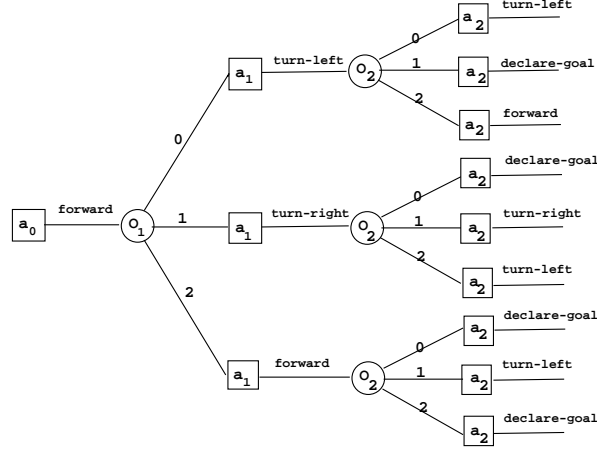 turn-left
0
a2
turn-left
a1
O2
1
a2
declare-goal
2
forward
a2
0
declare-goal
0
a2
a0
forward
O1
1
a1
turn-right
O2
1
a2
turn-right
2
a2
turn-left
2
declare-goal
0
a2
a1
forward
O2
1
a2
turn-left
2
a2
declare-goal